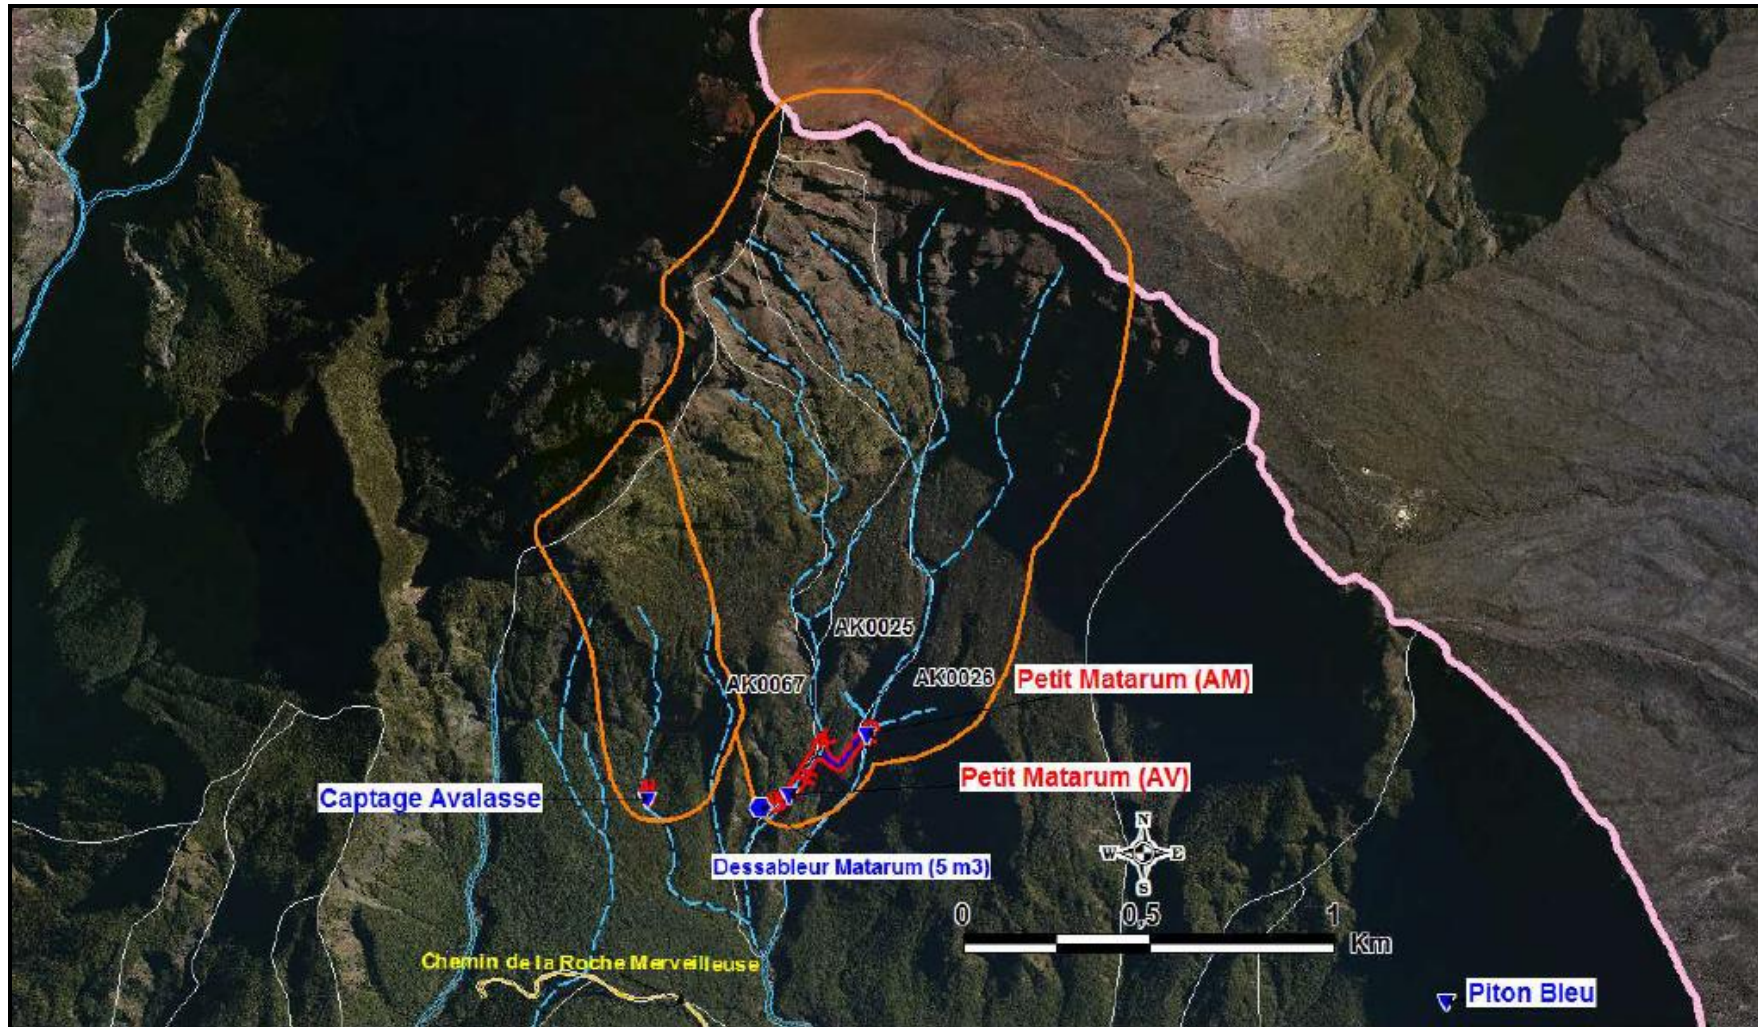 AK0025
AK0067
AK0026
Petit Matarum (AM)
Petit Matarum (AV)
Captage Avalasse
N
W E
S
Dessableur Matarum (5 m3)
0 0,5 1
Km
Chemin de la Roche Merveilleuse
Piton Bleu